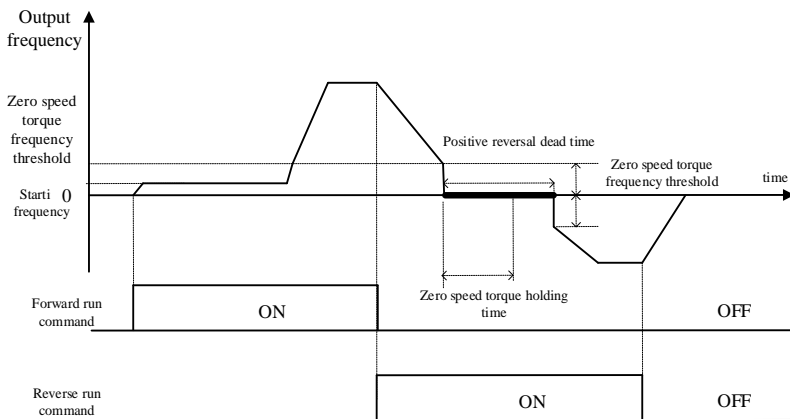 Output
frequency
Zero speed
torque
frequency
threshold
Positive reversal dead time
Zero speed torque
frequency threshold
time
Starti
frequency
0
Zero speed torque holding
time
Forward run
command
ON
OFF
Reverse run
command
ON
OFF